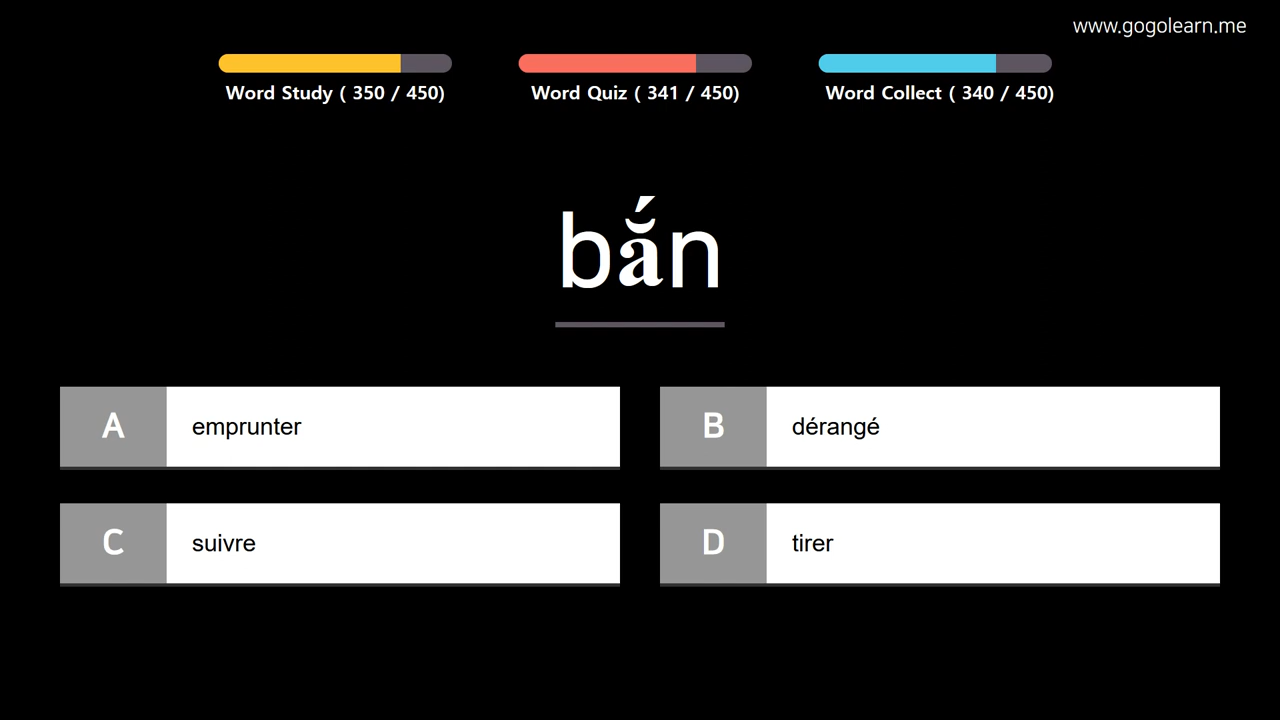 www.gogolearn.me
Word Study ( 350 / 450)
Word Quiz ( 341 / 450)
Word Collect ( 340 / 450)
bắn
A emprunter
B dérangé
C suivre
D tirer